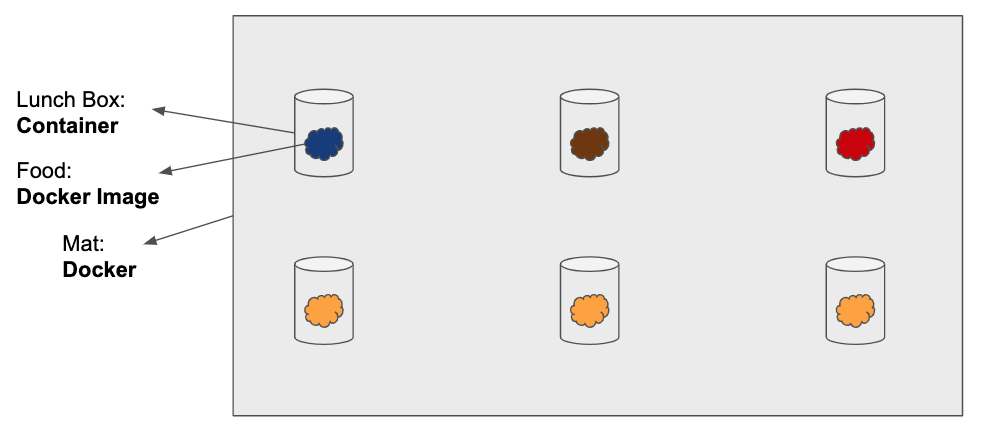 Lunch Box:
Container
Food:
Docker Image
Mat:
Docker